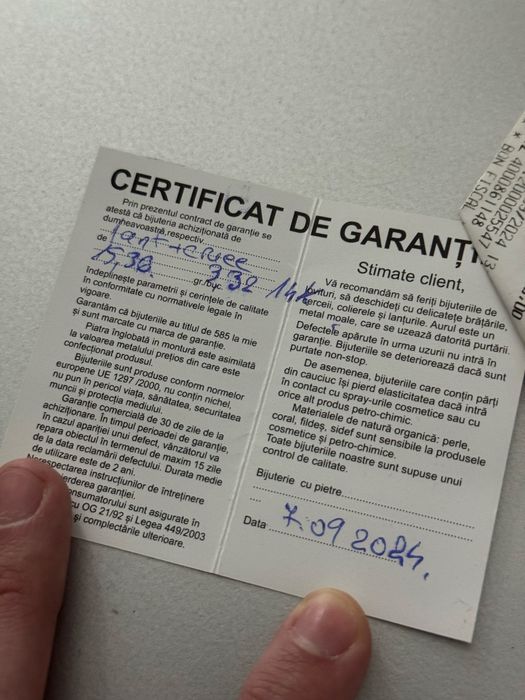 CERTIFICAT DE GARANȚI
Prin prezentul contract de garanție se
atestă că bijuteria achiziționată de
dumneavoastră,respectiv
lanț + cruce
de 15,36. gr/buc 332 14k
îndeplinește parametrii și cerințele de calitate
în conformitate cu normativele legale în
vigoare.
Garantăm că bijuteriile au titlul de 585 la mie
și sunt marcate cu marca de garanție.
Piatra înglobată în montură este asimilată
la valoarea metalului prețios din care este
confecționat produsul.
Bijuteriile sunt produse conform normelor
europene UE 1297 /2000, nu conțin nichel,
nu pun în pericol viața, sănătatea, securitatea
muncii și protecția mediului.
Garanție comercială de 30 de zile de la
achiziționare. În timpul perioadei de garanție,
în cazul apariției unui defect, vânzatorul va
repara obiectul în termenul de maxim 15 zile
de la data reclamării defectului. Durata medie
de utilizare este de 2 ani.
Nerespectarea instrucțiunilor de întreținere
pierderea garanției.
consumatorului sunt asigurate în
cu OG 21/92 și Legea 449/2003
și complectările ulterioare.
Stimate client,
Vă recomandăm să feriți bijuteriile de
lovituri, să deschideți cu delicatețe brățările,
cerceii, colierele și lanțurile. Aurul este un
metal moale, care se uzează datorită purtării.
Defectele apărute în urma uzurii nu intră în
garanție. Bijuteriile se deteriorează dacă sunt
purtate non-stop.
De asemenea, bijuteriile care conțin părți
din cauciuc își pierd elasticitatea dacă intră
în contact cu spray-urile cosmetice sau cu
orice alt produs petro-chimic.
Materialele de natură organică: perle,
coral, fildeș, sidef sunt sensibile la produsele
cosmetice și petro-chimice.
Toate bijuteriile noastre sunt supuse unui
control de calitate.
Bijuterie cu pietre
Data 7.09 2024.
BON FISCAL